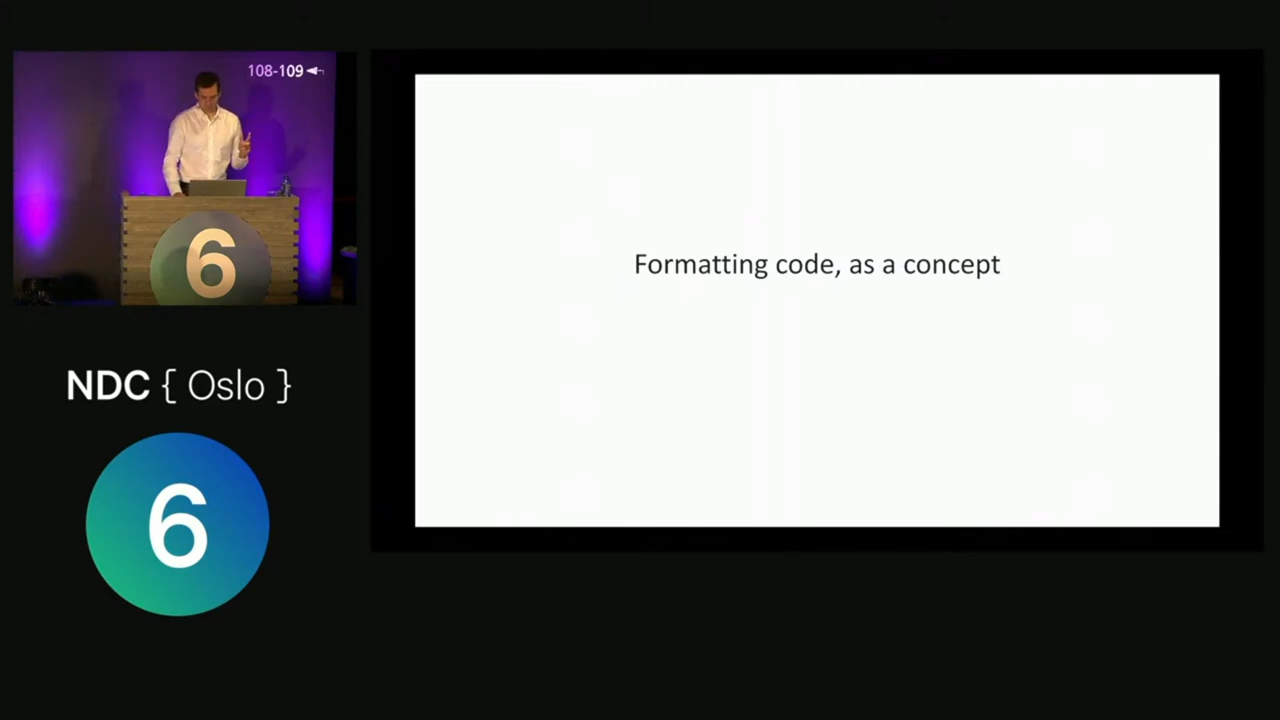 108-109
6
NDC { Oslo }
6
Formatting code, as a concept